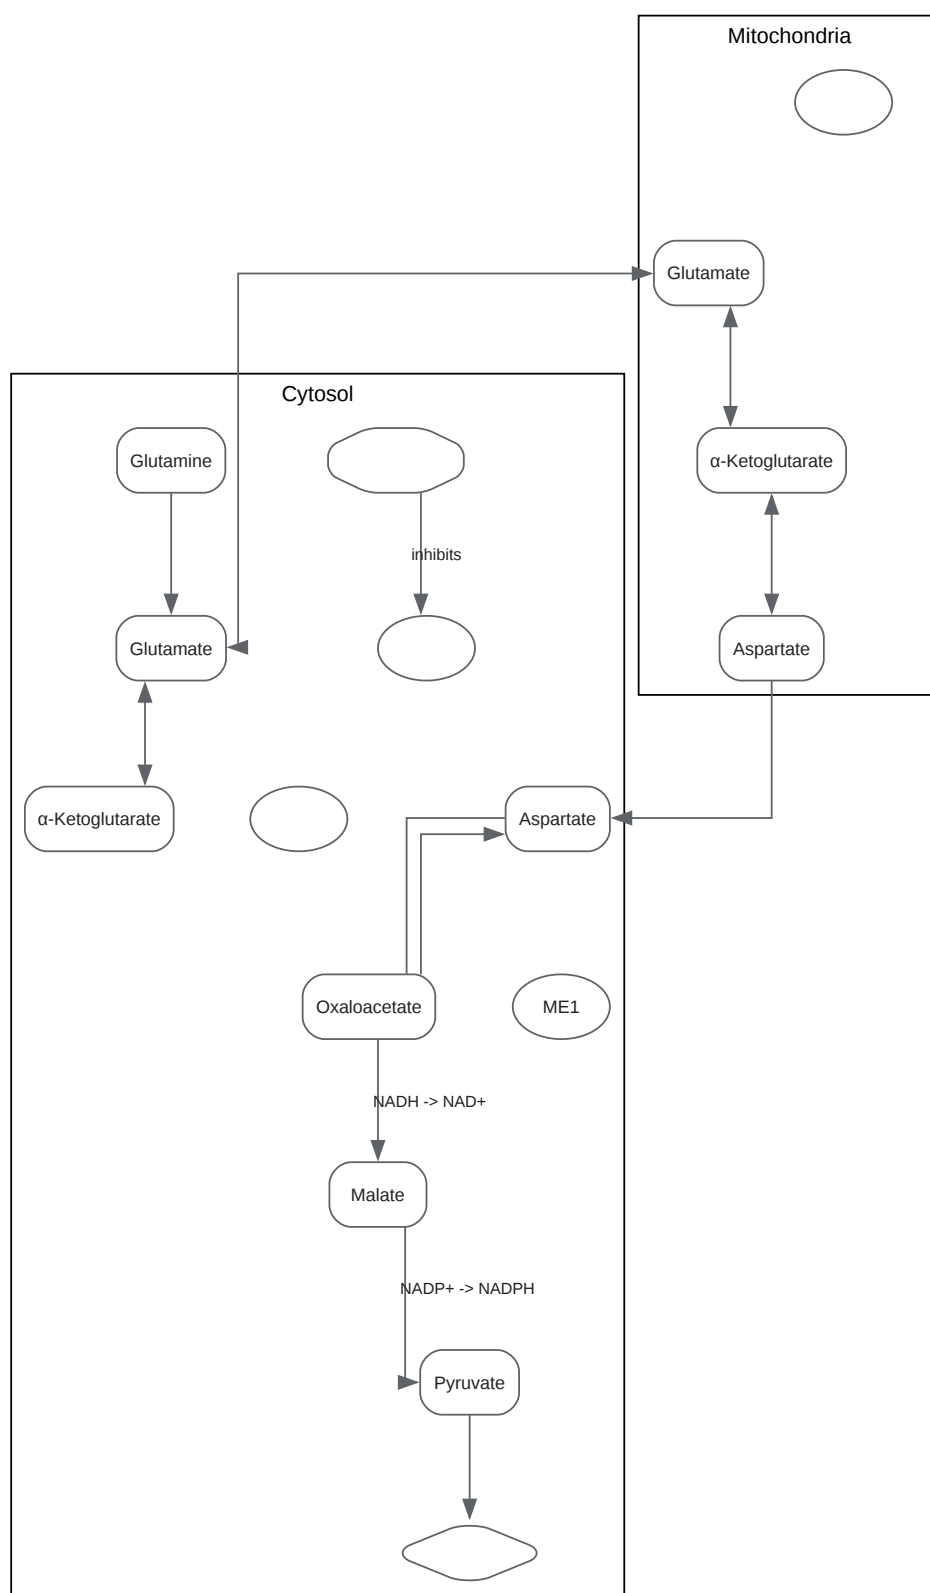 Mitochondria
Glutamate
Cytosol
Glutamine
α-Ketoglutarate
inhibits
Glutamate
Aspartate
α-Ketoglutarate
Aspartate
Oxaloacetate
ME1
NADH -> NAD+
Malate
NADP+ -> NADPH
Pyruvate